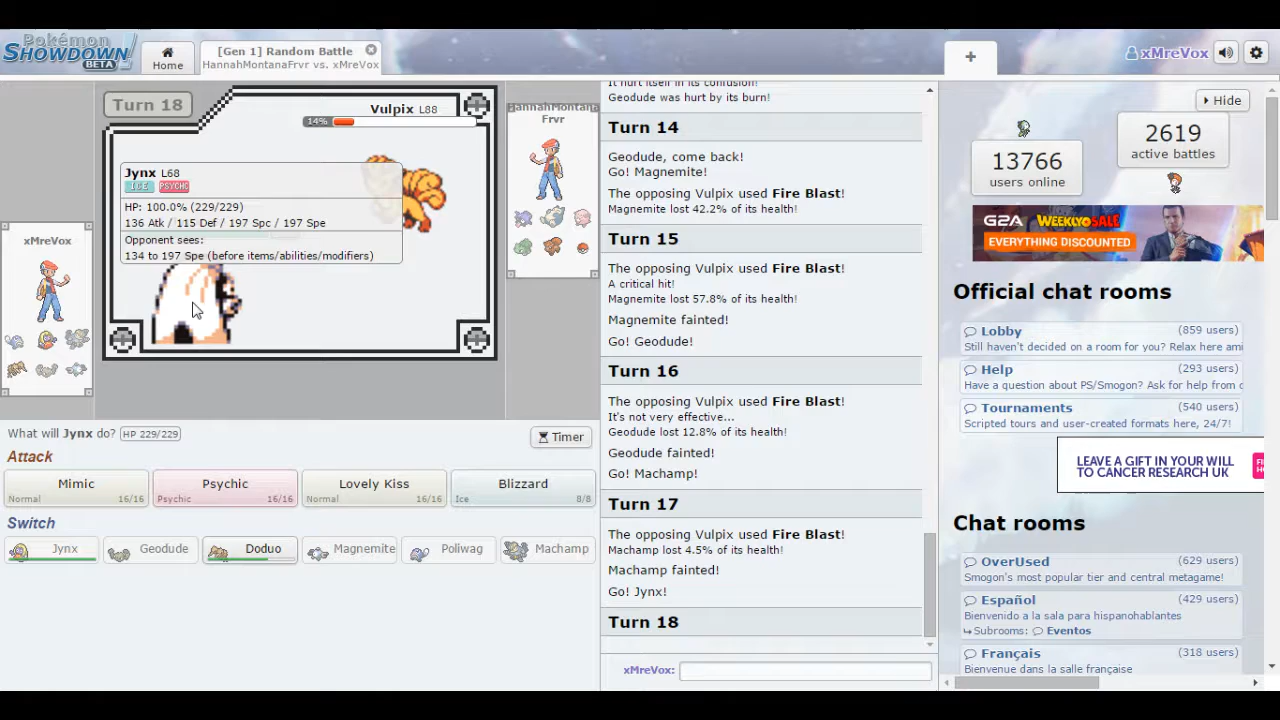 Pokémon
SHOWDOWN
BETA
Home
[Gen 1] Random Battle
HannahMontanaFrvr vs. xMreVox
+
xMreVox
Turn 18
Vulpix L88
14%
Jynx L68
ICE PSYCHC
HP: 100.0% (229/229)
136 Atk / 115 Def / 197 Spc / 197 Spe
Opponent sees:
134 to 197 Spe (before items/abilities/modifiers)
xMreVox
HannahMontana
Frvr
What will Jynx do? HP 229/229
Timer
Attack
Mimic
Normal 16/16
Psychic
Psychic 16/16
Lovely Kiss
Normal 16/16
Blizzard
Ice 8/8
Switch
Jynx
Geodude
Doduo
Magnemite
Poliwag
Machamp
It hurt itself in its confusion!
Geodude was hurt by its burn!
Turn 14
Geodude, come back!
Go! Magnemite!
The opposing Vulpix used Fire Blast!
Magnemite lost 42.2% of its health!
Turn 15
The opposing Vulpix used Fire Blast!
A critical hit!
Magnemite lost 57.8% of its health!
Magnemite fainted!
Go! Geodude!
Turn 16
The opposing Vulpix used Fire Blast!
It's not very effective...
Geodude lost 12.8% of its health!
Geodude fainted!
Go! Machamp!
Turn 17
The opposing Vulpix used Fire Blast!
Machamp lost 4.5% of its health!
Machamp fainted!
Go! Jynx!
Turn 18
xMreVox:
Hide
13766
users online
2619
active battles
G2A WEEKLYSALE
EVERYTHING DISCOUNTED
Official chat rooms
Lobby (859 users)
Still haven't decided on a room for you? Relax here ami
Help (293 users)
Have a question about PS/Smogon? Ask for help from o
Tournaments (540 users)
Scripted tours and user-created formats here, 24/7!
LEAVE A GIFT IN YOUR WILL
TO CANCER RESEARCH UK
Chat rooms
OverUsed (629 users)
Smogon's most popular tier and central metagame!
Español (429 users)
Bienvenido a la sala para hispanohablantes
Subrooms: Eventos
Français (318 users)
Bienvenue dans la salle française